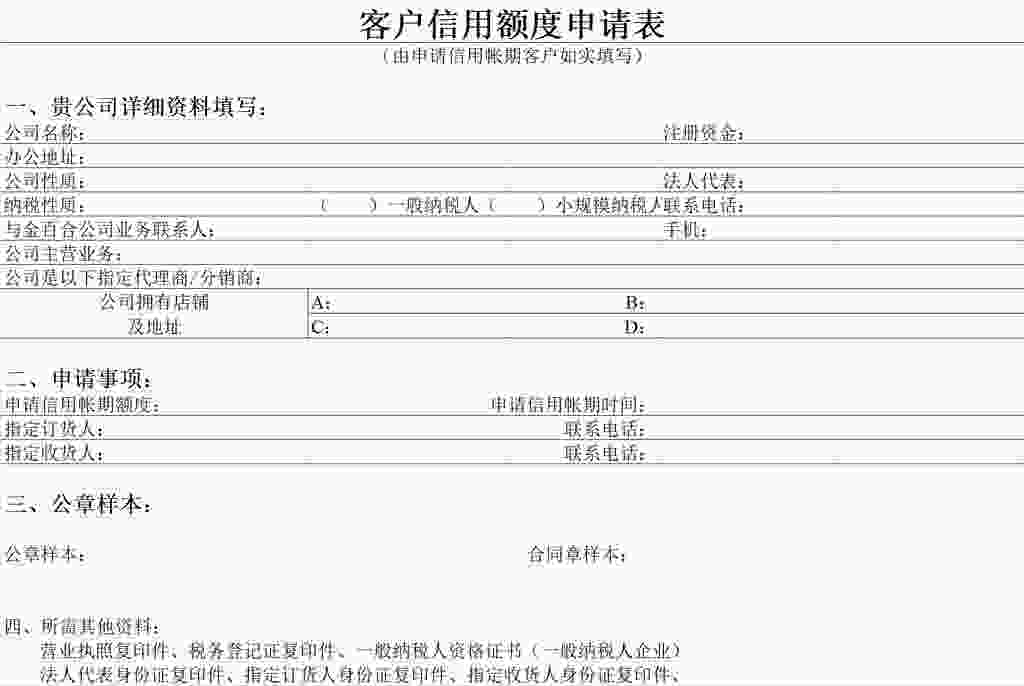 客户信用额度申请表
（由申请信用帐期客户如实填写）
一、贵公司详细资料填写：
公司名称： 注册资金：
办公地址：
公司性质： 法人代表：
纳税性质： （ ）一般纳税人（ ）小规模纳税人联系电话：
与金百合公司业务联系人： 手机：
公司主营业务：
公司是以下指定代理商/分销商：
公司拥有店铺 A： B：
及地址 C： D：
二、申请事项：
申请信用帐期额度： 申请信用帐期时间：
指定订货人： 联系电话：
指定收货人： 联系电话：
三、公章样本：
公章样本： 合同章样本：
四、所需其他资料：
营业执照复印件、税务登记证复印件、一般纳税人资格证书（一般纳税人企业）
法人代表身份证复印件、指定订货人身份证复印件、指定收货人身份证复印件、